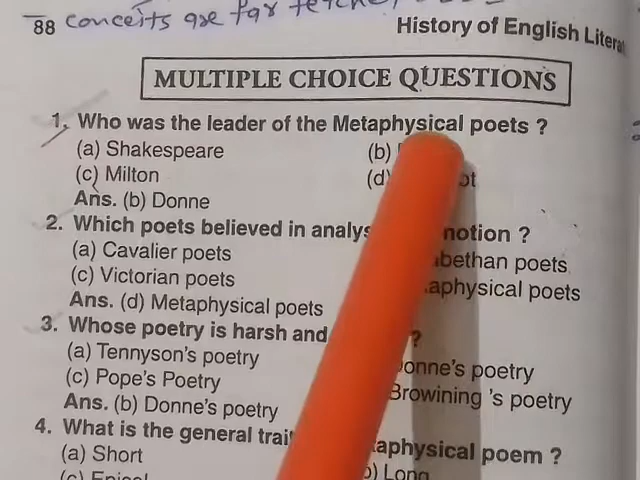 88 conceits are far
History of English Litera
MULTIPLE CHOICE QUESTIONS
1. Who was the leader of the Metaphysical poets ?
(a) Shakespeare (b)
(c) Milton (d)
Ans. (b) Donne
2. Which poets believed in analys notion ?
(a) Cavalier poets bethan poets
(c) Victorian poets aphysical poets
Ans. (d) Metaphysical poets
3. Whose poetry is harsh and ?
(a) Tennyson's poetry onne's poetry
(c) Pope's Poetry Browining 's poetry
Ans. (b) Donne's poetry
4. What is the general trai aphysical poem ?
(a) Short
(c) Epical b) Long